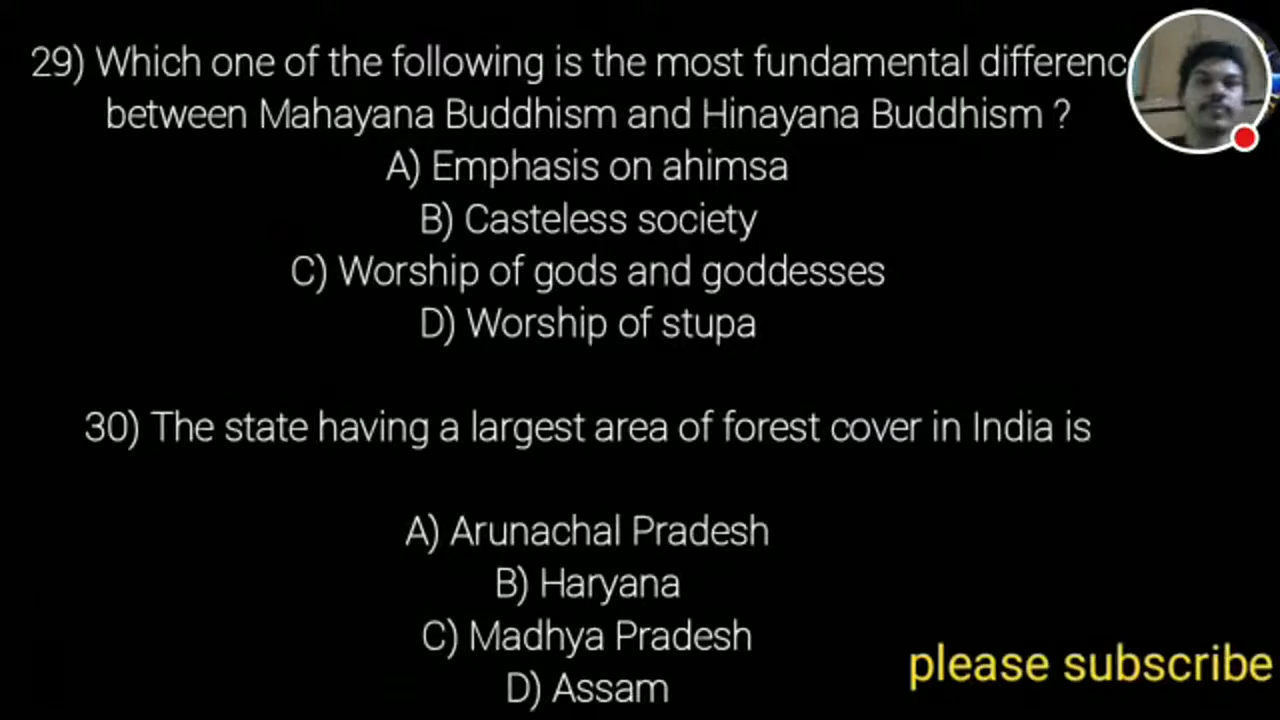 29) Which one of the following is the most fundamental differenc
between Mahayana Buddhism and Hinayana Buddhism ?
A) Emphasis on ahimsa
B) Casteless society
C) Worship of gods and goddesses
D) Worship of stupa
30) The state having a largest area of forest cover in India is
A) Arunachal Pradesh
B) Haryana
C) Madhya Pradesh
D) Assam
please subscribe